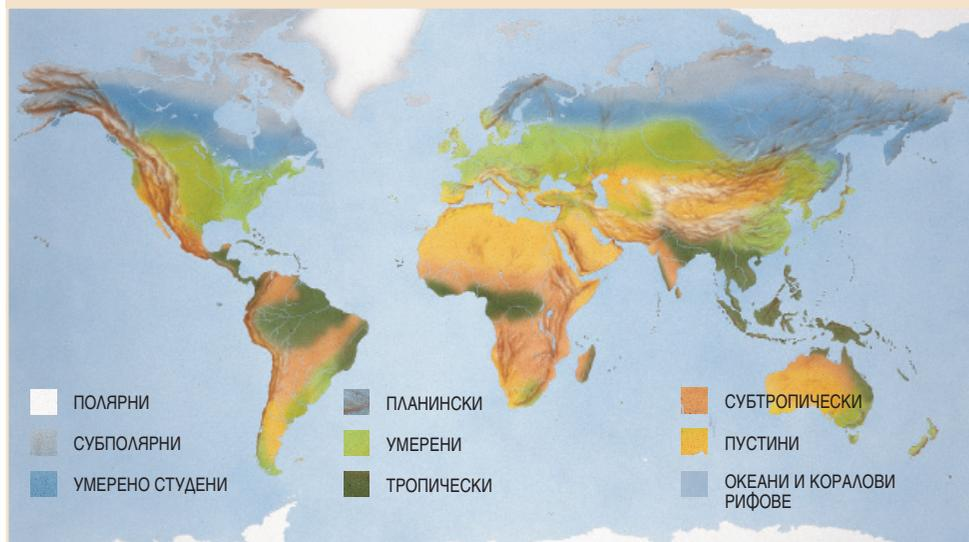 ПОЛЯРНИ
СУБПОЛЯРНИ
УМЕРЕНО СТУДЕНИ
ПЛАНИНСКИ
УМЕРЕНИ
ТРОПИЧЕСКИ
СУБТРОПИЧЕСКИ
ПУСТИНИ
ОКЕАНИ И КОРАЛОВИ
РИФОВЕ